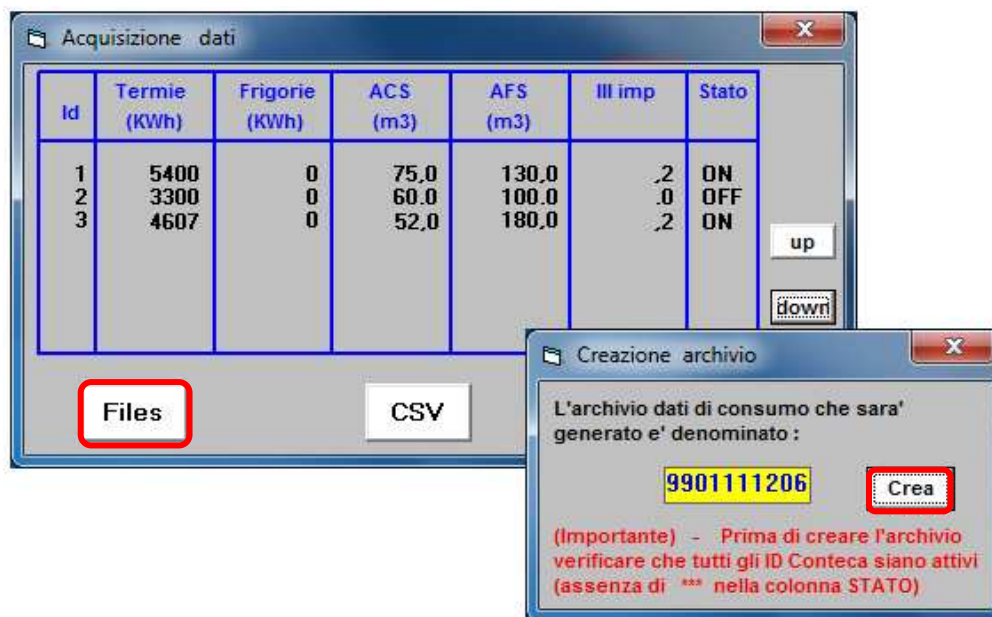 Acquisizione dati
Id Termie (KWh) Frigorie (KWh) ACS (m3) AFS (m3) III imp Stato
1 5400 0 75,0 130,0 ,2 ON
2 3300 0 60.0 100.0 .0 OFF
3 4607 0 52,0 180,0 ,2 ON
up
down
Files CSV
Creazione archivio
L'archivio dati di consumo che sara'
generato e' denominato :
9901111206 Crea
(Importante) - Prima di creare l'archivio
verificare che tutti gli ID Conteca siano attivi
(assenza di *** nella colonna STATO)